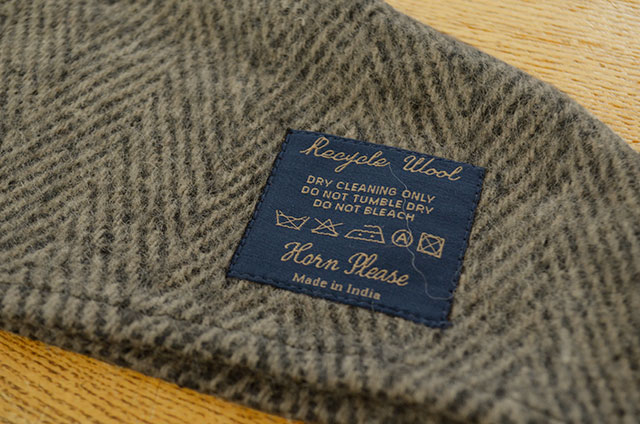 Recycle Wool
DRY CLEANING ONLY
DO NOT TUMBLE DRY
DO NOT BLEACH
A
Horn Please
Made in India